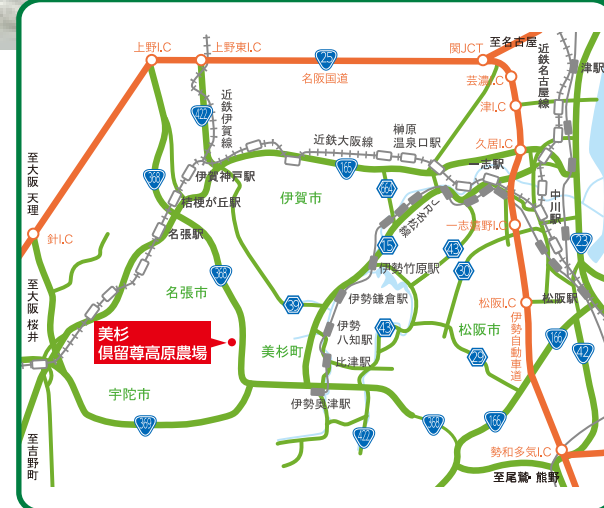 至名古屋
上野I.C
上野東I.C
25
関JCT
名阪国道
近鉄名古屋線
津駅
芸濃I.C
近鉄伊賀線
津I.C
422
近鉄大阪線
榊原
温泉口駅
久居I.C
165
一志駅
伊賀神戸駅
368
664
伊賀市
桔梗が丘駅
中川駅
至大阪 天理
JR名松線
名張駅
一志嬉野I.C
針I.C
15
43
23
伊勢竹原駅
368
30
名張市
伊勢鎌倉駅
松阪I.C
松阪駅
39
至大阪 桜井
美杉
倶留尊高原農場
伊勢
八知駅
43
松阪市
伊勢自動車道
166
美杉町
42
比津駅
29
宇陀市
伊勢奥津駅
369
368
166
422
至吉野町
勢和多気I.C
至尾鷲・熊野